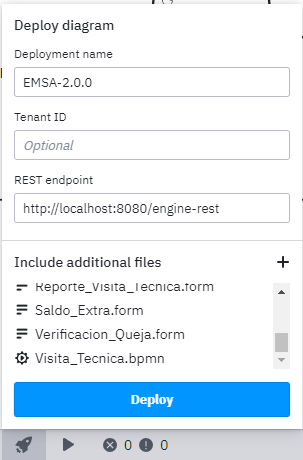 Deploy diagram
Deployment name
EMSA-2.0.0
Tenant ID
Optional
REST endpoint
http://localhost:8080/engine-rest
Include additional files
Reporte_Visita_Tecnica.form
Saldo_Extra.form
Verificacion_Queja.form
Visita_Tecnica.bpmn
Deploy
0 0